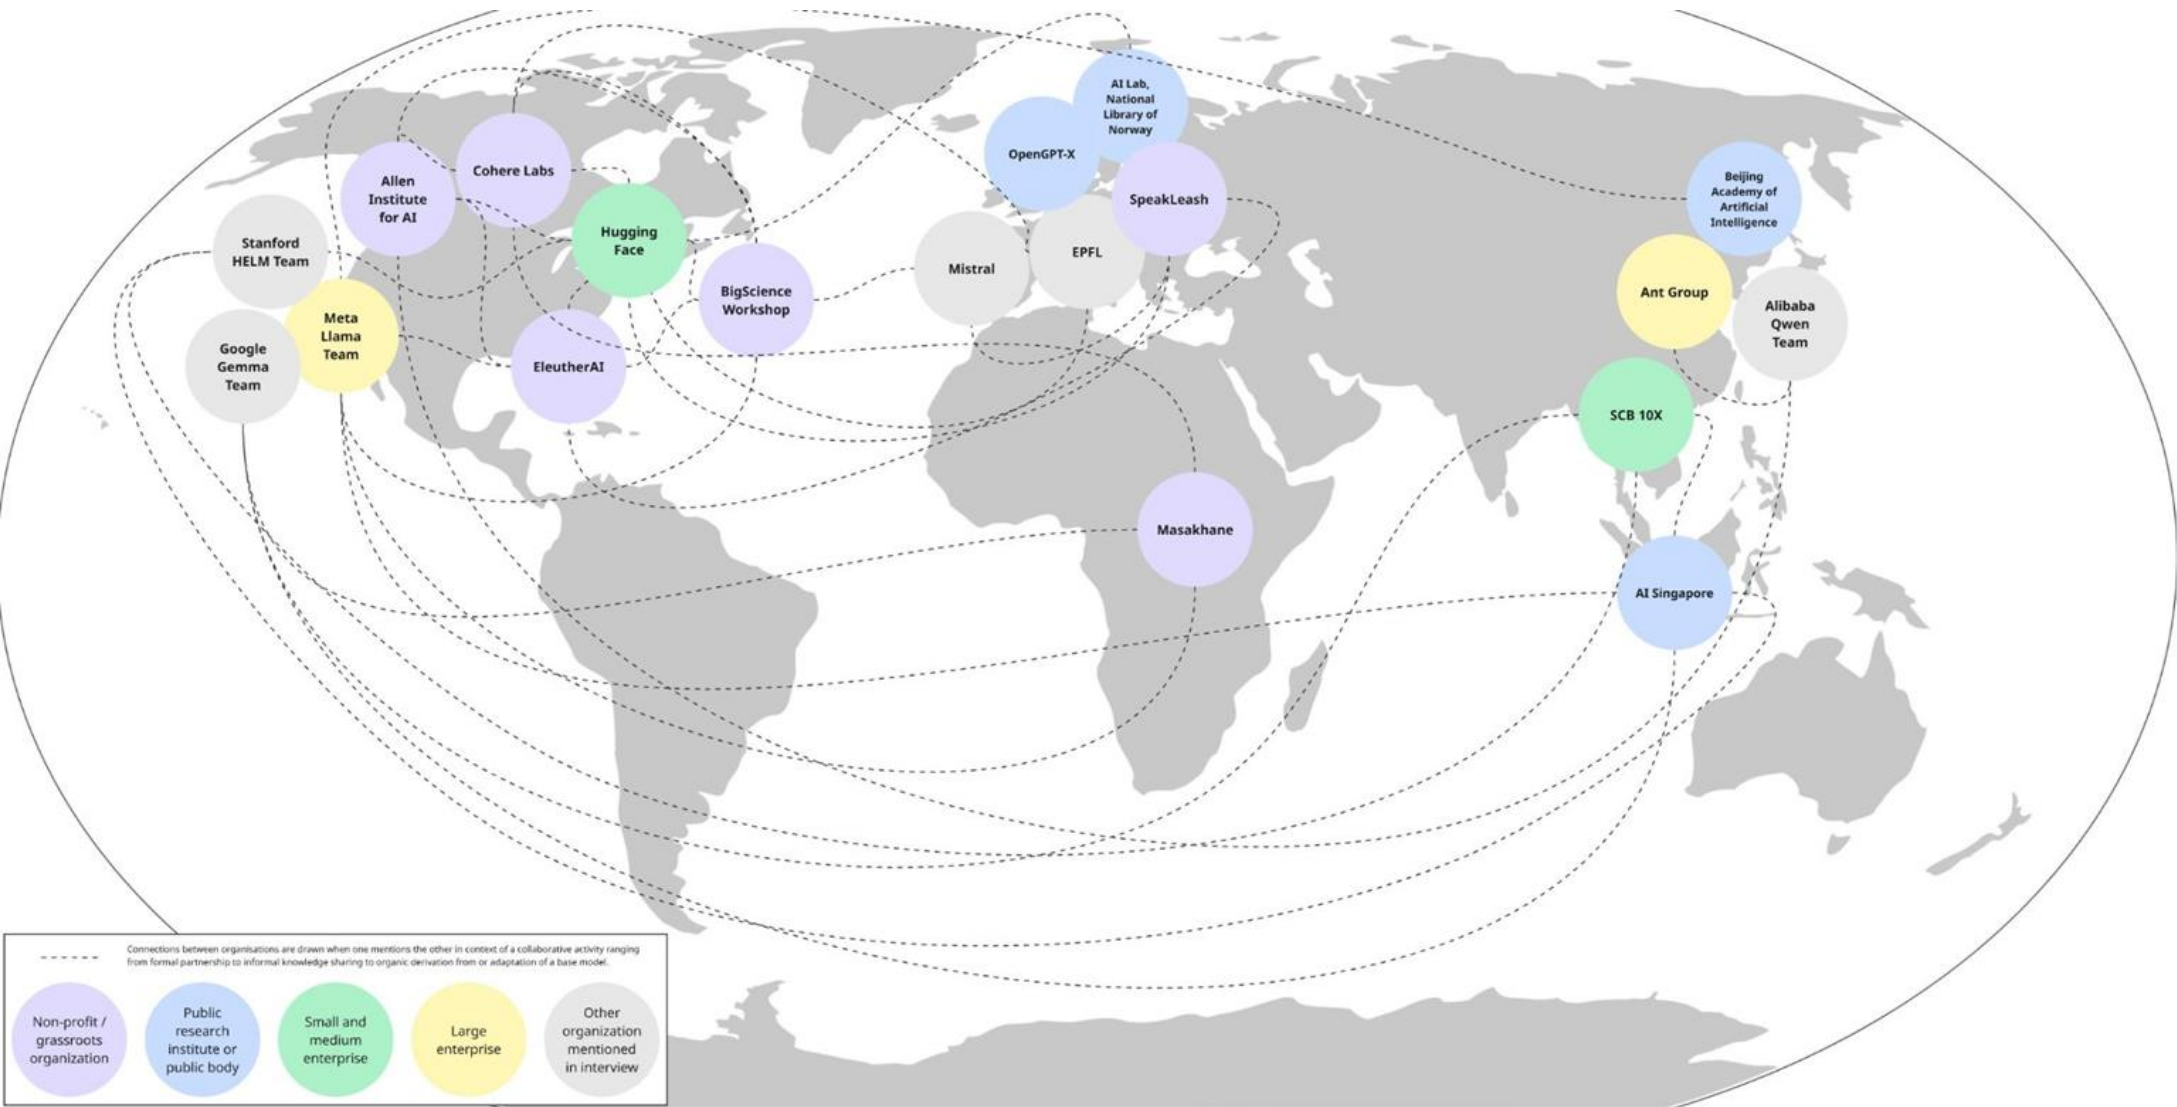 AI Lab,
National
Library of
Norway
OpenGPT-X
Cohere Labs
Allen
Institute
for AI
SpeakLeash
Beijing
Academy of
Artificial
Intelligence
Hugging
Face
Stanford
HELM Team
EPFL
Mistral
BigScience
Workshop
Ant Group
Alibaba
Qwen
Team
Meta
Llama
Team
Google
Gemma
Team
EleutherAI
SCB 10X
Masakhane
AI Singapore
Connections between organisations are drawn when one mentions the other in context of a collaborative activity ranging
from formal partnership to informal knowledge sharing to organic derivation from or adaptation of a base model.
Non-profit /
grassroots
organization
Public
research
institute or
public body
Small and
medium
enterprise
Large
enterprise
Other
organization
mentioned
in interview